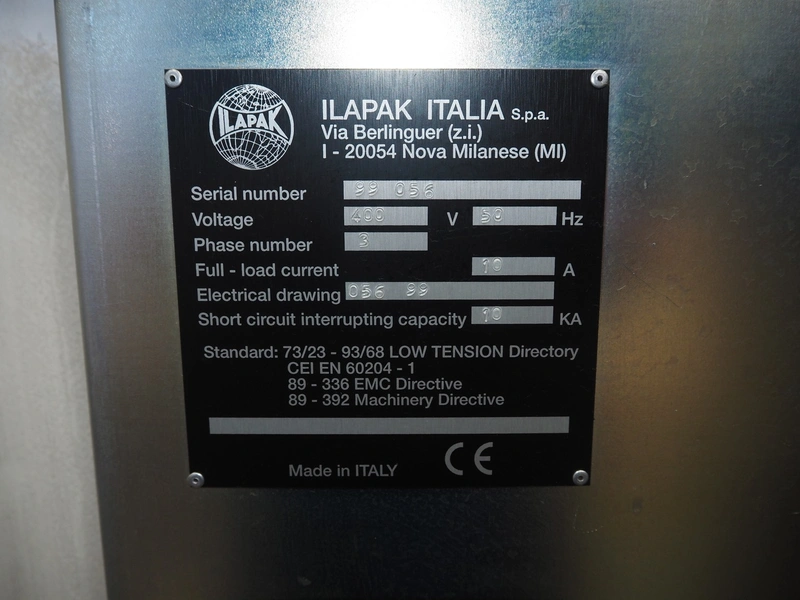 ILAPAK
ILAPAK ITALIA S.p.a.
Via Berlinguer (z.i.)
I - 20054 Nova Milanese (MI)
Serial number 99 056
Voltage 400 V 50 Hz
Phase number 3
Full - load current 10 A
Electrical drawing 056 99
Short circuit interrupting capacity 10 KA
Standard: 73/23 - 93/68 LOW TENSION Directory
CEI EN 60204 - 1
89 - 336 EMC Directive
89 - 392 Machinery Directive
Made in ITALY CE